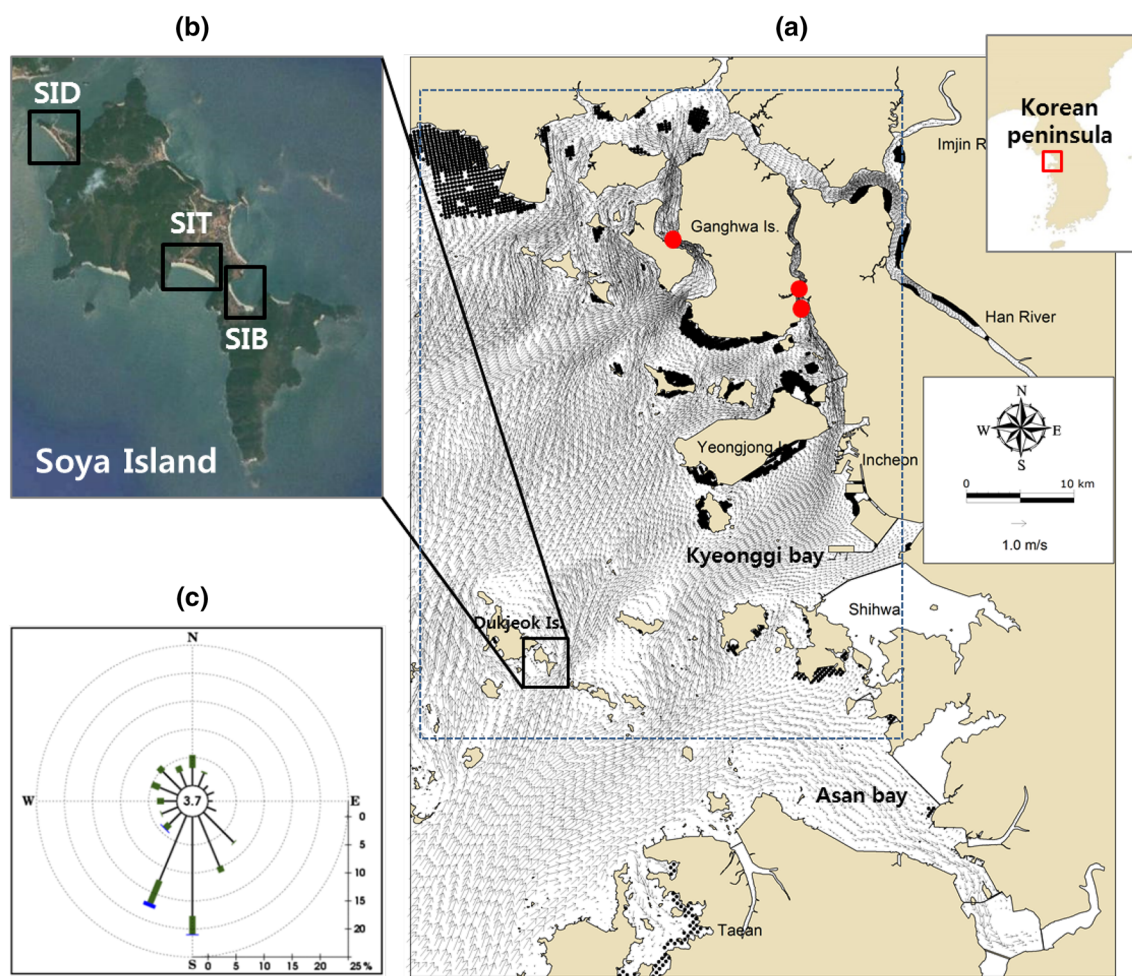 (b)
(a)
SID
SIT
SIB
Soya Island
Korean
peninsula
Imjin R
Ganghwa Is.
Han River
N
W
E
S
0
10 km
1.0 m/s
Yeongjong I
Incheon
Kyeonggi bay
Shihwa
Dukjeok Is.
Asan bay
Taean
(c)
N
W
E
S
3.7
0
5
10
15
20
0
5
10
15
20
25 %